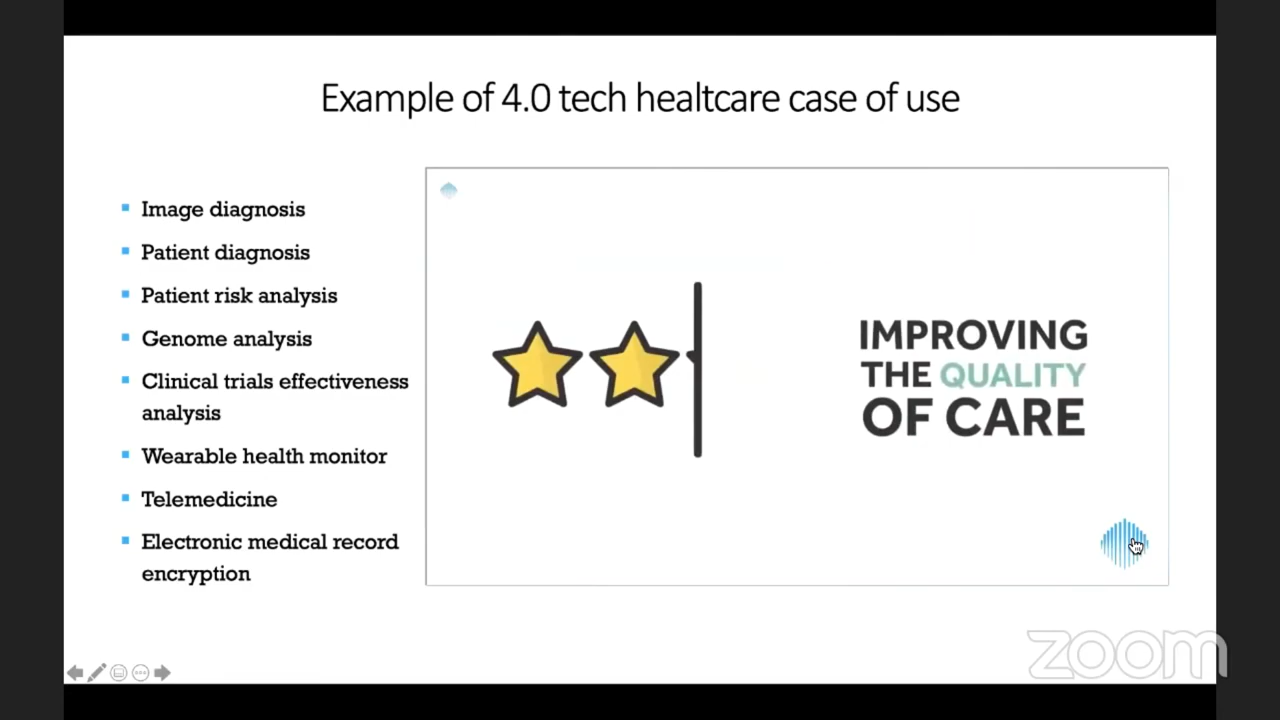 Example of 4.0 tech healtcare case of use
Image diagnosis
Patient diagnosis
Patient risk analysis
Genome analysis
Clinical trials effectiveness
analysis
Wearable health monitor
Telemedicine
Electronic medical record
encryption
IMPROVING
THE QUALITY
OF CARE
zoom